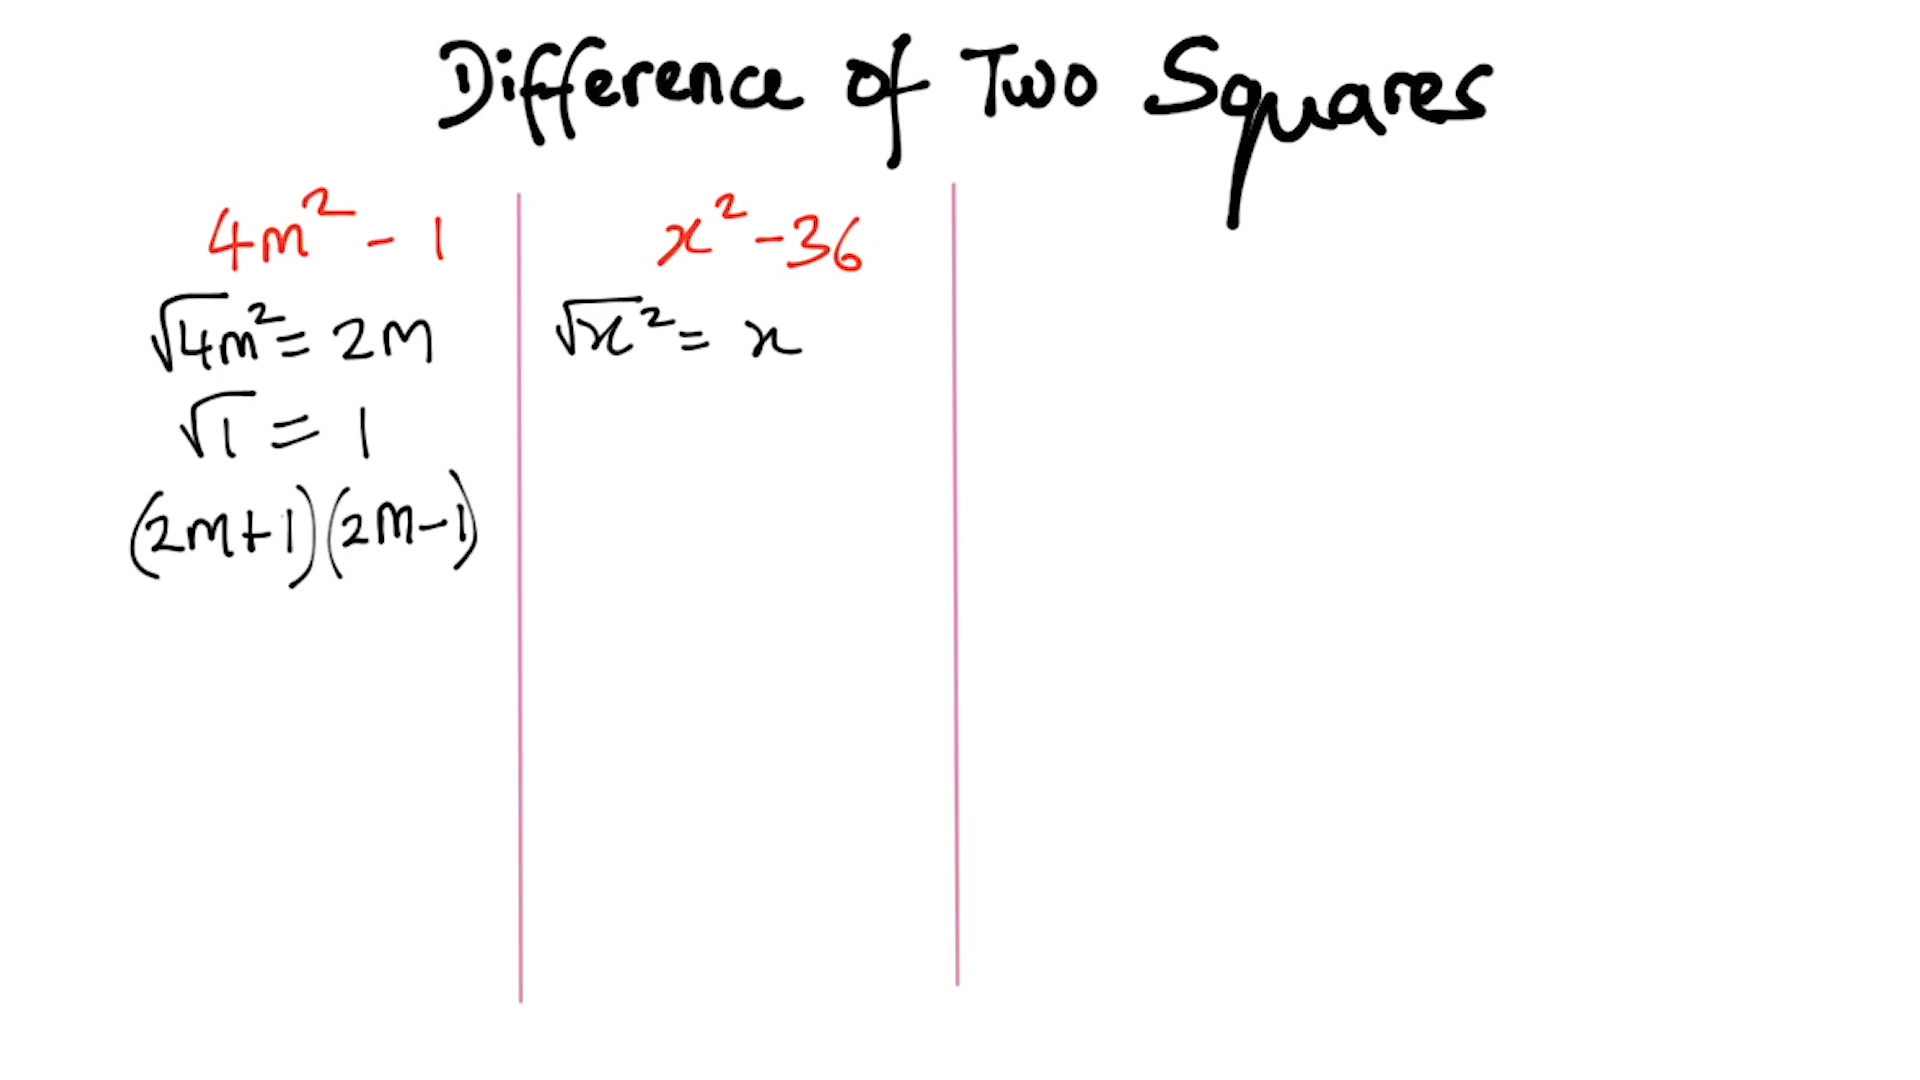 Difference of Two Squares
4m² - 1
√4m² = 2m
√1 = 1
(2m+1)(2m-1)
x² - 36
√x² = x